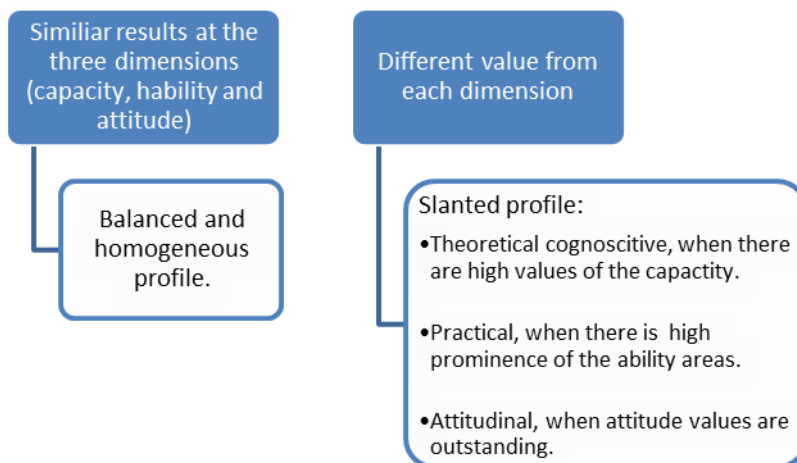 Similiar results at the
three dimensions
(capacity, hability and
attitude)
Balanced and
homogeneous
profile.
Different value from
each dimension
Slanted profile:
•Theoretical cognoscitive, when there
are high values of the capactity.
•Practical, when there is high
prominence of the ability areas.
•Attitudinal, when attitude values are
outstanding.